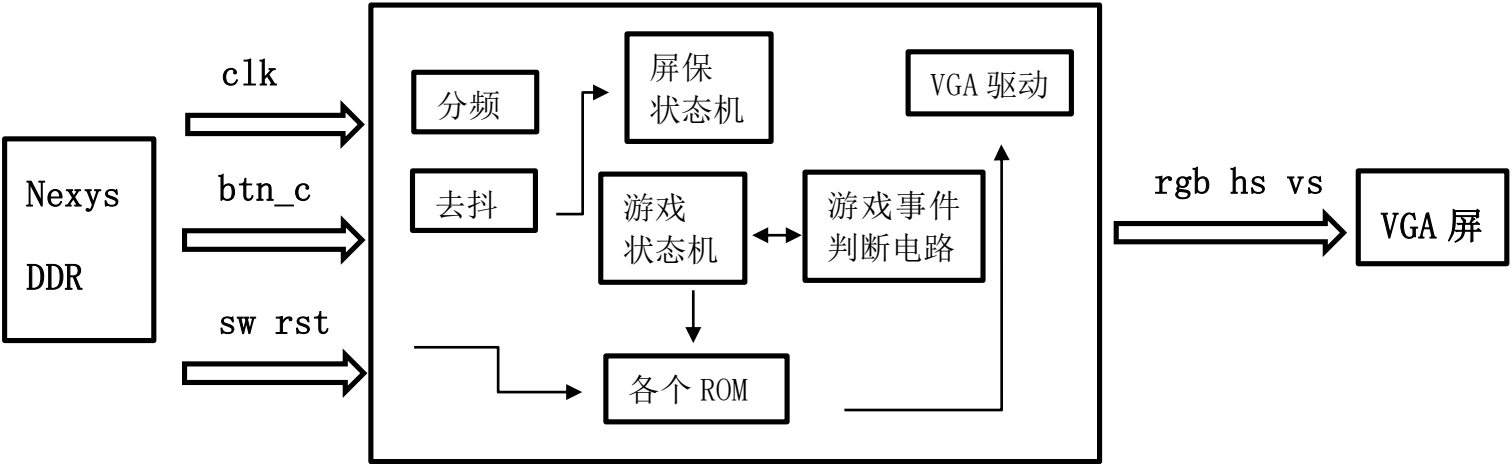 Nexys
DDR
clk
btn_c
sw rst
分频
去抖
屏保
状态机
游戏
状态机
游戏事件
判断电路
各个 ROM
VGA 驱动
rgb hs vs
VGA 屏